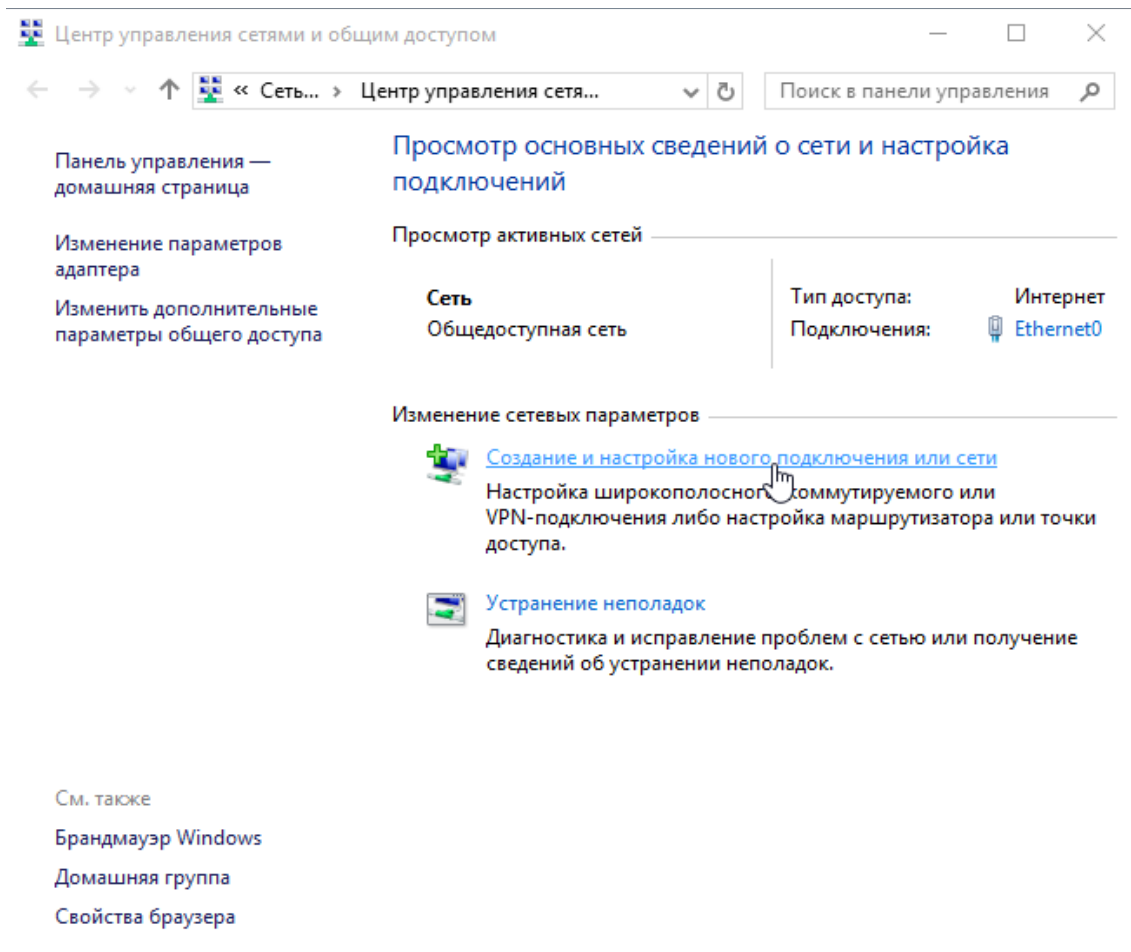 Центр управления сетями и общим доступом
« Сеть... › Центр управления сетя...
Поиск в панели управления
Панель управления —
домашняя страница
Изменение параметров
адаптера
Изменить дополнительные
параметры общего доступа
Просмотр основных сведений о сети и настройка
подключений
Просмотр активных сетей
Сеть
Общедоступная сеть
Тип доступа: Интернет
Подключения: Ethernet0
Изменение сетевых параметров
Создание и настройка нового подключения или сети
Настройка широкополосного, коммутируемого или
VPN-подключения либо настройка маршрутизатора или точки
доступа.
Устранение неполадок
Диагностика и исправление проблем с сетью или получение
сведений об устранении неполадок.
См. также
Брандмауэр Windows
Домашняя группа
Свойства браузера